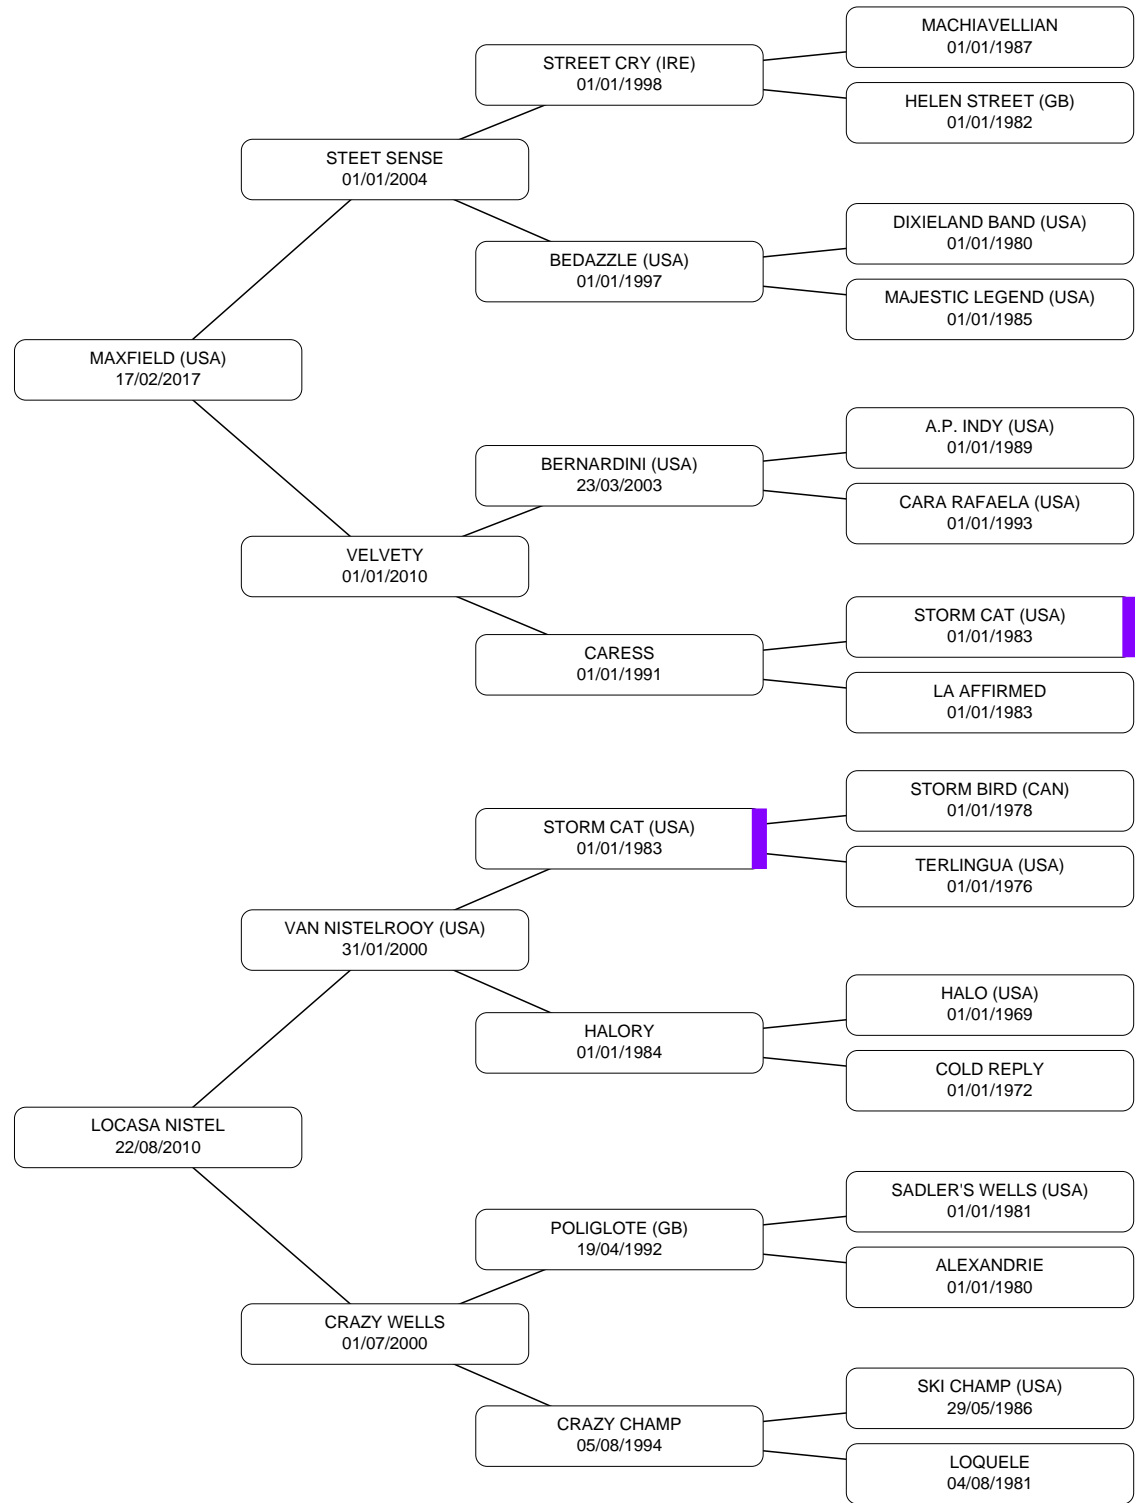 MACHIAVELLIAN
01/01/1987
STREET CRY (IRE)
01/01/1998
HELEN STREET (GB)
01/01/1982
STEET SENSE
01/01/2004
DIXIELAND BAND (USA)
01/01/1980
BEDAZZLE (USA)
01/01/1997
MAJESTIC LEGEND (USA)
01/01/1985
MAXFIELD (USA)
17/02/2017
A.P. INDY (USA)
01/01/1989
BERNARDINI (USA)
23/03/2003
CARA RAFAELA (USA)
01/01/1993
VELVETY
01/01/2010
STORM CAT (USA)
01/01/1983
CARESS
01/01/1991
LA AFFIRMED
01/01/1983
STORM BIRD (CAN)
01/01/1978
STORM CAT (USA)
01/01/1983
TERLINGUA (USA)
01/01/1976
VAN NISTELROOY (USA)
31/01/2000
HALO (USA)
01/01/1969
HALORY
01/01/1984
COLD REPLY
01/01/1972
LOCASA NISTEL
22/08/2010
SADLER'S WELLS (USA)
01/01/1981
POLIGLOTE (GB)
19/04/1992
ALEXANDRIE
01/01/1980
CRAZY WELLS
01/07/2000
SKI CHAMP (USA)
29/05/1986
CRAZY CHAMP
05/08/1994
LOQUELE
04/08/1981